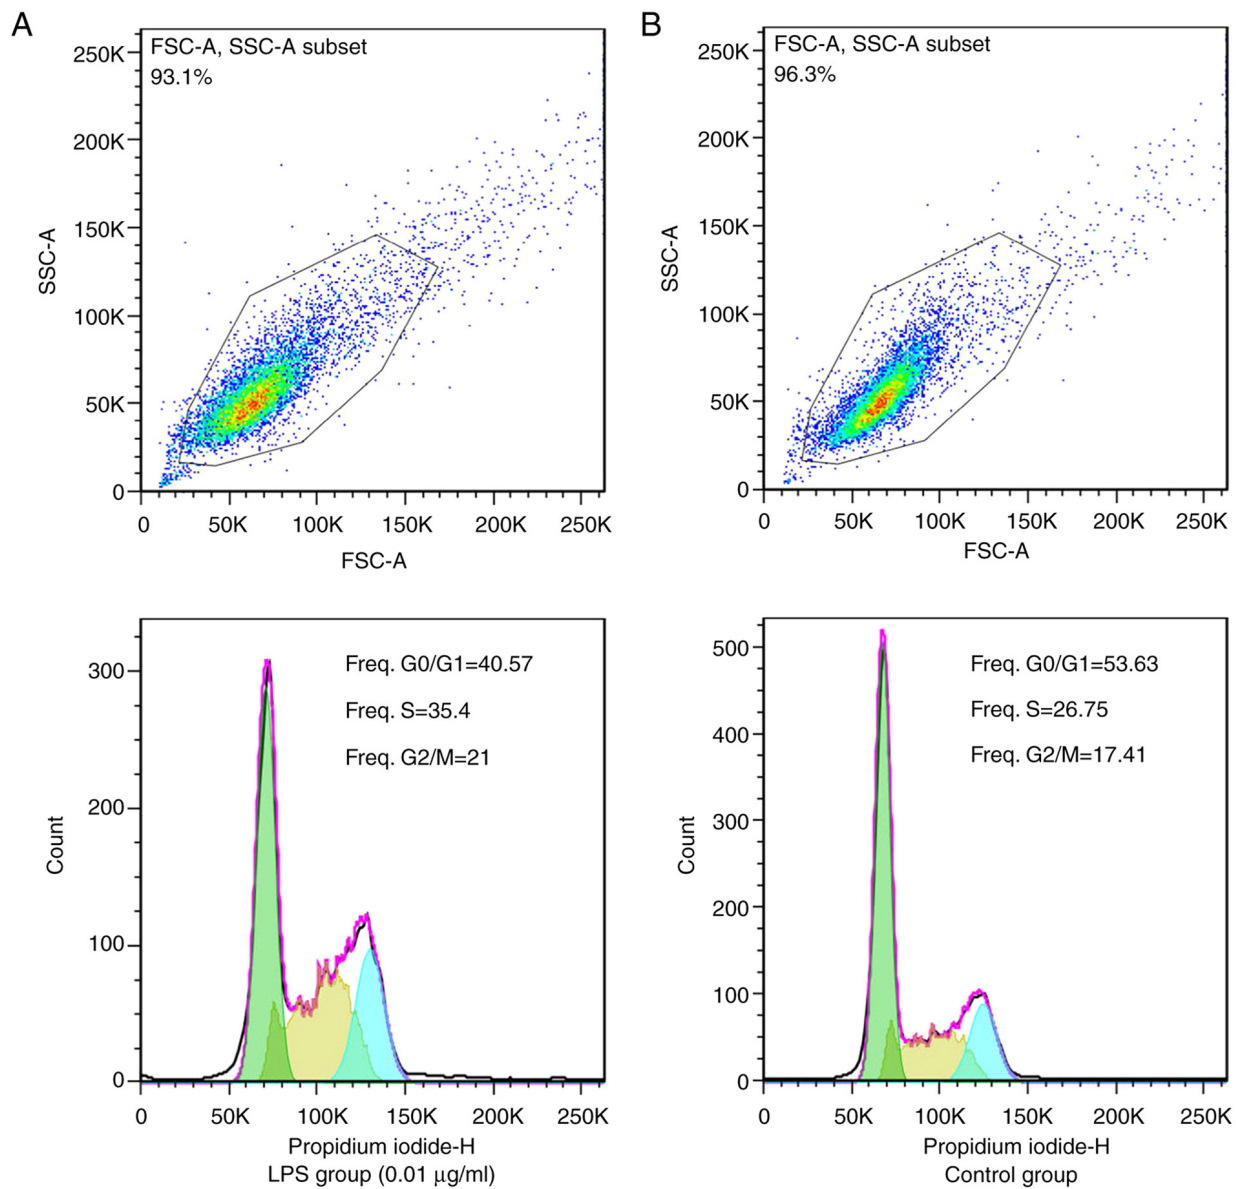 A
FSC-A, SSC-A subset
93.1%
250K
200K
150K
100K
50K
0
SSC-A
0 50K 100K 150K 200K 250K
FSC-A
B
FSC-A, SSC-A subset
96.3%
250K
200K
150K
100K
50K
0
SSC-A
0 50K 100K 150K 200K 250K
FSC-A
Freq. G0/G1=40.57
Freq. S=35.4
Freq. G2/M=21
300
200
100
0
Count
0 50K 100K 150K 200K 250K
Propidium iodide-H
LPS group (0.01 μg/ml)
Freq. G0/G1=53.63
Freq. S=26.75
Freq. G2/M=17.41
500
400
300
200
100
0
Count
0 50K 100K 150K 200K 250K
Propidium iodide-H
Control group